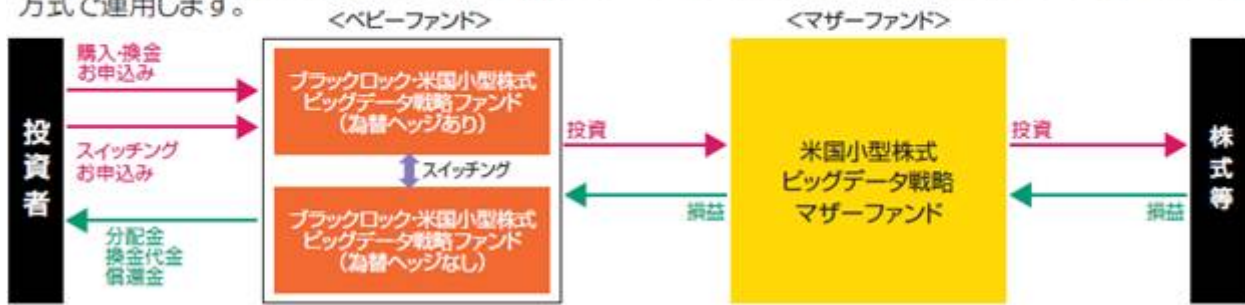 方式で運用します。
<ベビーファンド>
<マザーファンド>
投資者
購入・換金
お申込み
スイッチング
お申込み
分配金
換金代金
償還金
ブラックロック・米国小型株式
ビッグデータ戦略ファンド
(為替ヘッジあり)
スイッチング
ブラックロック・米国小型株式
ビッグデータ戦略ファンド
(為替ヘッジなし)
投資
損益
米国小型株式
ビッグデータ戦略
マザーファンド
投資
損益
株式等